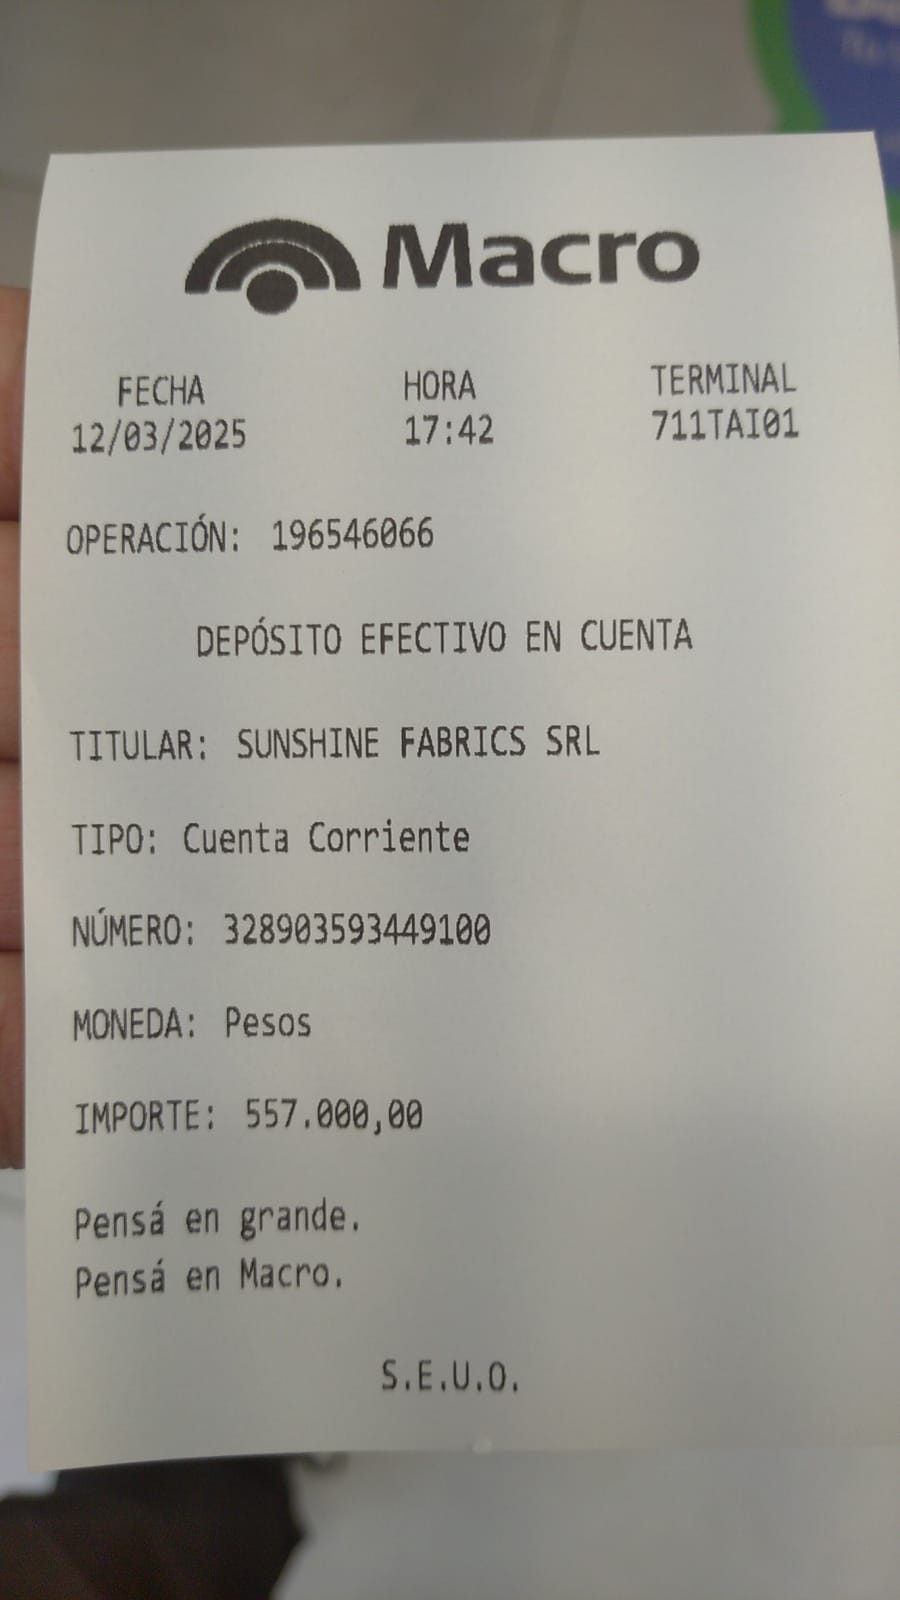 Macro
FECHA HORA TERMINAL
12/03/2025 17:42 711TAI01
OPERACIÓN: 196546066
DEPÓSITO EFECTIVO EN CUENTA
TITULAR: SUNSHINE FABRICS SRL
TIPO: Cuenta Corriente
NÚMERO: 328903593449100
MONEDA: Pesos
IMPORTE: 557.000,00
Pensá en grande.
Pensá en Macro.
S.E.U.O.